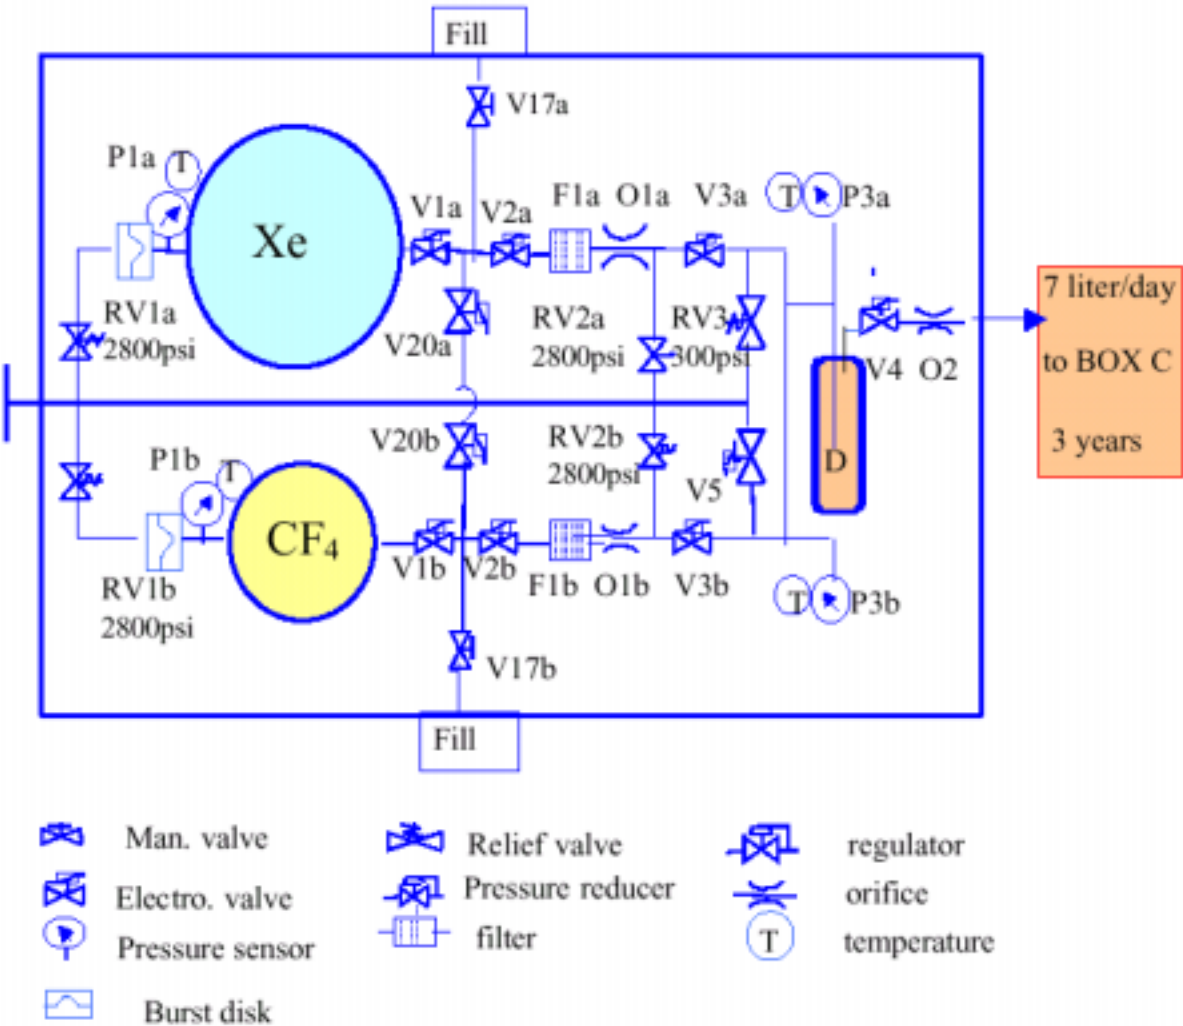 Fill
V17a
P1a T
Xe
V1a V2a F1a O1a V3a T P3a
RV1a
2800psi
V20a
RV2a
2800psi
RV3
300psi
V4 O2
7 liter/day
to BOX C
3 years
P1b T
V20b
RV2b
2800psi
V5
D
CF₄
V1b V2b F1b O1b V3b T P3b
RV1b
2800psi
V17b
Fill
Man. valve Relief valve regulator
Electro. valve Pressure reducer orifice
Pressure sensor filter T temperature
Burst disk